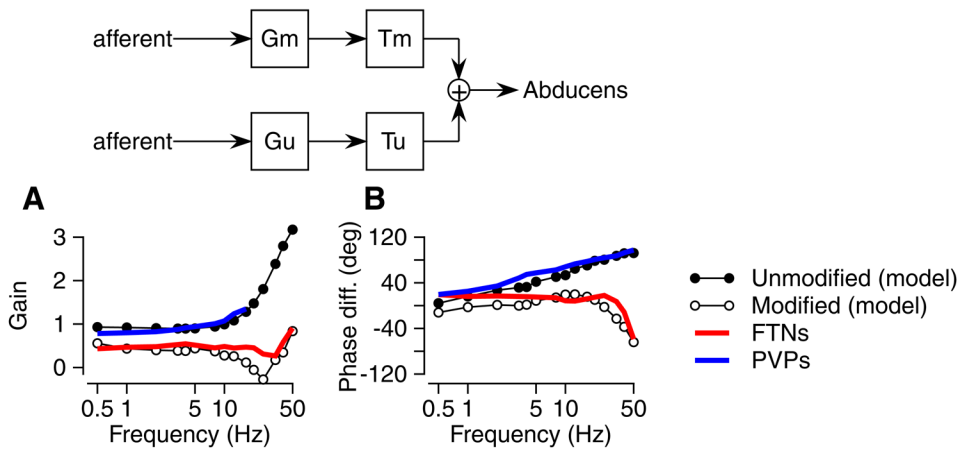 afferent Gm Tm
+ Abducens
afferent Gu Tu
A B
Gain
3
2
1
0
0.5 1 5 10 50
Frequency (Hz)
Phase diff. (deg)
120
40
-40
-120
0.5 1 5 10 50
Frequency (Hz)
Unmodified (model)
Modified (model)
FTNs
PVPs